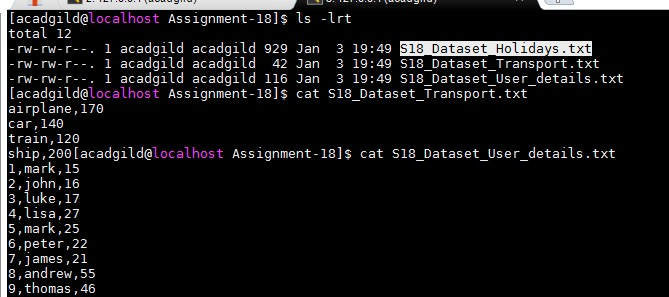 [acadgild@localhost Assignment-18]$ ls -lrt
total 12
-rw-rw-r--. 1 acadgild acadgild 929 Jan  3 19:49 S18_Dataset_Holidays.txt
-rw-rw-r--. 1 acadgild acadgild  42 Jan  3 19:49 S18_Dataset_Transport.txt
-rw-rw-r--. 1 acadgild acadgild 116 Jan  3 19:49 S18_Dataset_User_details.txt
[acadgild@localhost Assignment-18]$ cat S18_Dataset_Transport.txt
airplane,170
car,140
train,120
ship,200[acadgild@localhost Assignment-18]$ cat S18_Dataset_User_details.txt
1,mark,15
2,john,16
3,luke,17
4,lisa,27
5,mark,25
6,peter,22
7,james,21
8,andrew,55
9,thomas,46